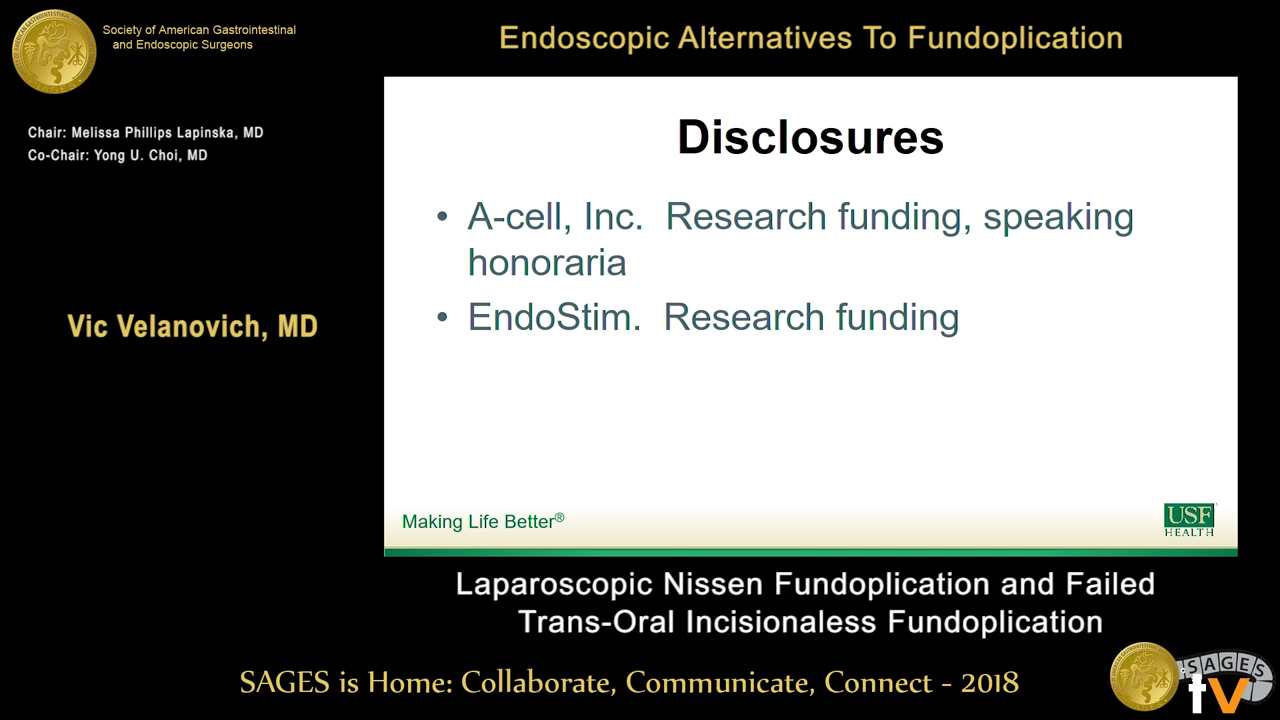 Society of American Gastrointestinal
and Endoscopic Surgeons
Endoscopic Alternatives To Fundoplication
Chair: Melissa Phillips Lapinska, MD
Co-Chair: Yong U. Choi, MD
Vic Velanovich, MD
Disclosures
• A-cell, Inc. Research funding, speaking
honoraria
• EndoStim. Research funding
Making Life Better®
USF
HEALTH
Laparoscopic Nissen Fundoplication and Failed
Trans-Oral Incisionaless Fundoplication
SAGES is Home: Collaborate, Communicate, Connect - 2018
SAGES
tv